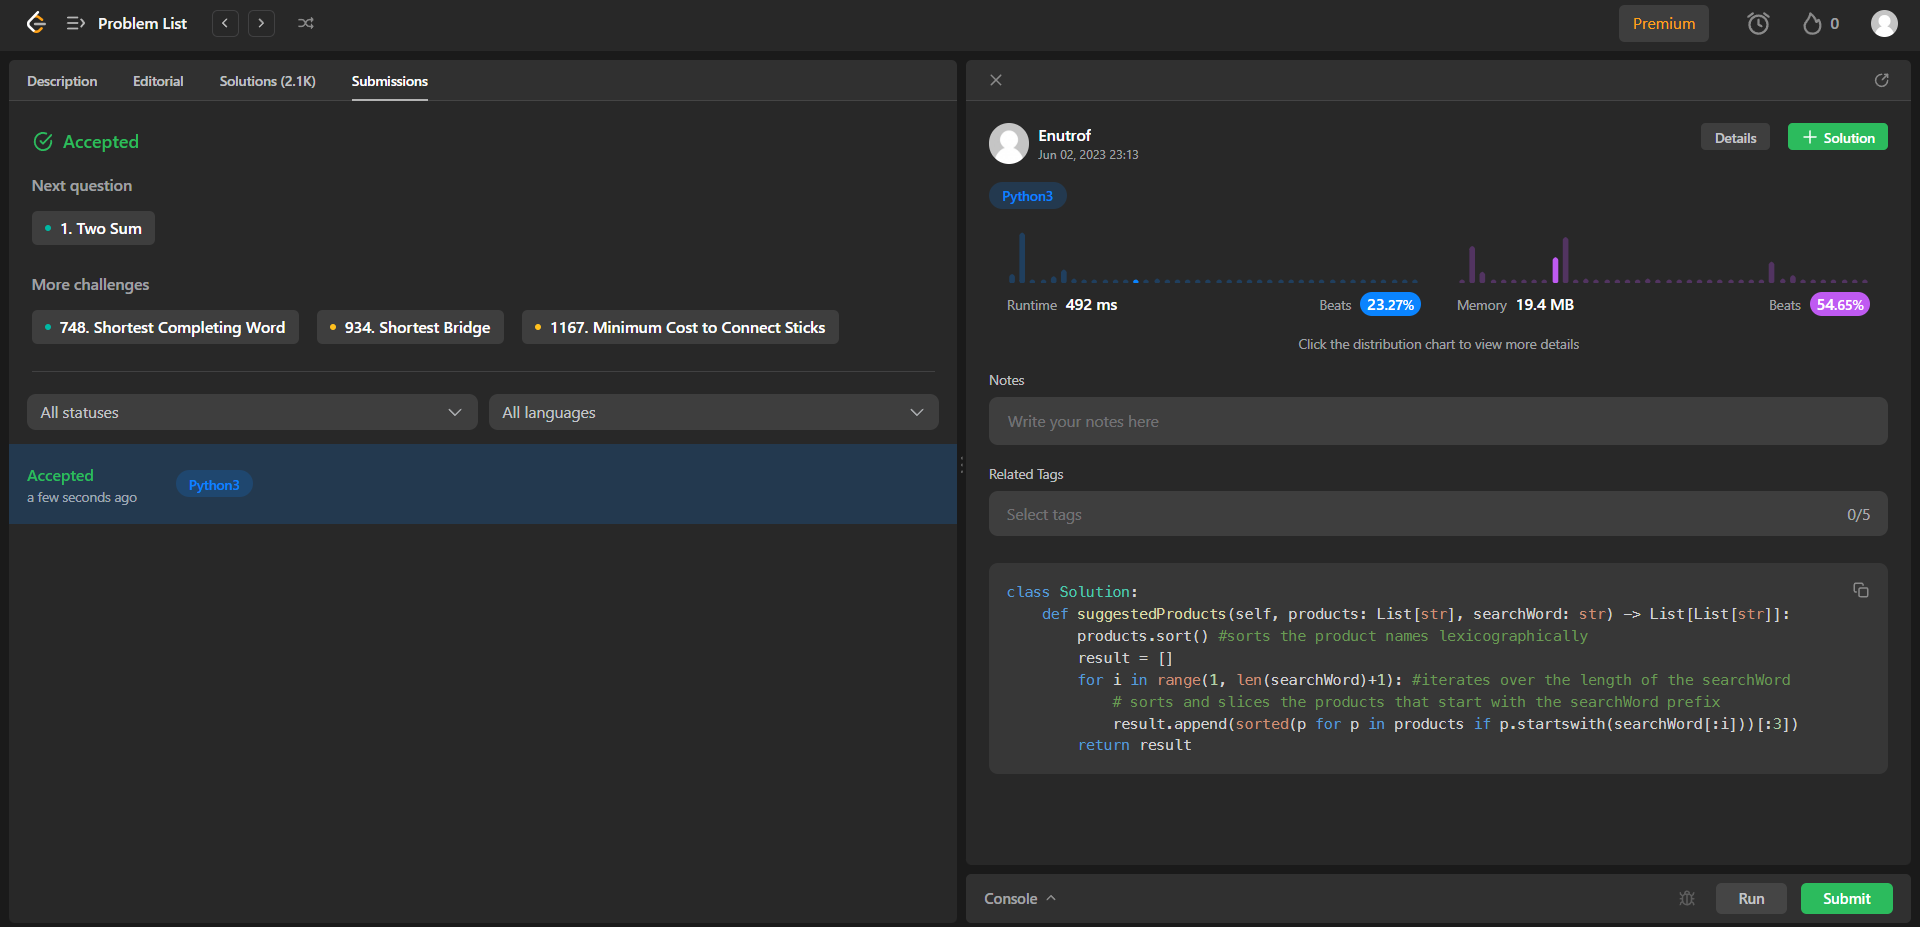 Problem List
Premium
0
Description Editorial Solutions (2.1K) Submissions
Accepted
Next question
1. Two Sum
More challenges
748. Shortest Completing Word 934. Shortest Bridge 1167. Minimum Cost to Connect Sticks
All statuses All languages
Accepted
a few seconds ago
Python3
Enutrof
Jun 02, 2023 23:13
Details
Solution
Python3
Runtime 492 ms Beats 23.27% Memory 19.4 MB Beats 54.65%
Click the distribution chart to view more details
Notes
Write your notes here
Related Tags
Select tags 0/5
class Solution:
    def suggestedProducts(self, products: List[str], searchWord: str) -> List[List[str]]:
        products.sort() #sorts the product names lexicographically
        result = []
        for i in range(1, len(searchWord)+1): #iterates over the length of the searchWord
            # sorts and slices the products that start with the searchWord prefix
            result.append(sorted(p for p in products if p.startswith(searchWord[:i]))[:3])
        return result
Console Run Submit